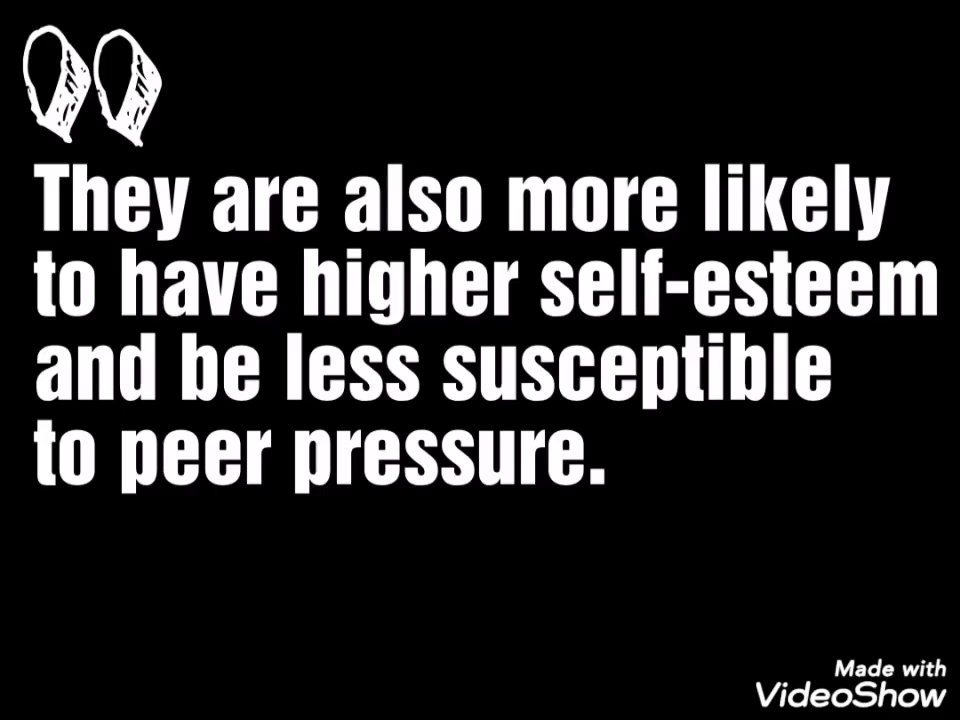 They are also more likely
to have higher self-esteem
and be less susceptible
to peer pressure.
Made with
VideoShow